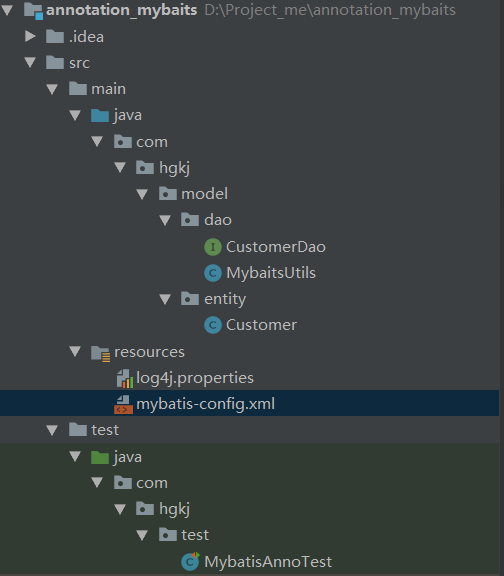 annotation_mybaits D:\Project_me\annotation_mybaits
.idea
src
main
java
com
hgkj
model
dao
CustomerDao
MybaitsUtils
entity
Customer
resources
log4j.properties
mybatis-config.xml
test
java
com
hgkj
test
MybatisAnnoTest